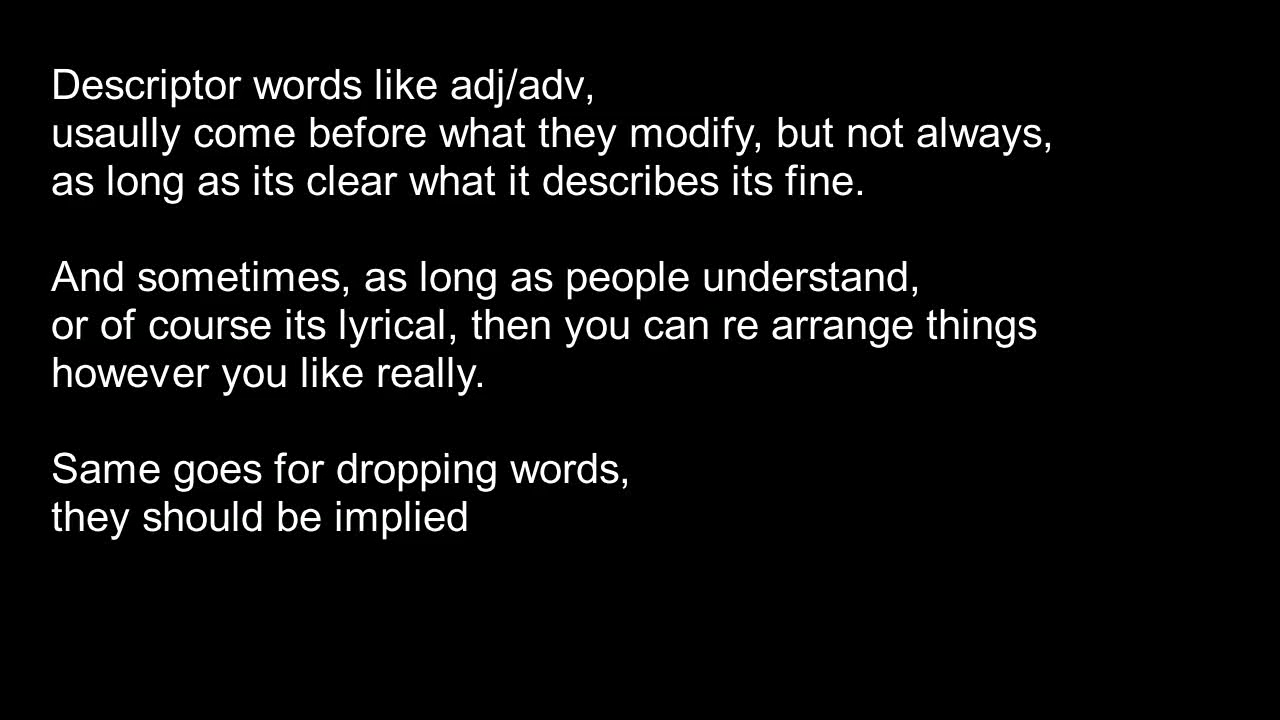 Descriptor words like adj/adv,
usaully come before what they modify, but not always,
as long as its clear what it describes its fine.
And sometimes, as long as people understand,
or of course its lyrical, then you can re arrange things
however you like really.
Same goes for dropping words,
they should be implied